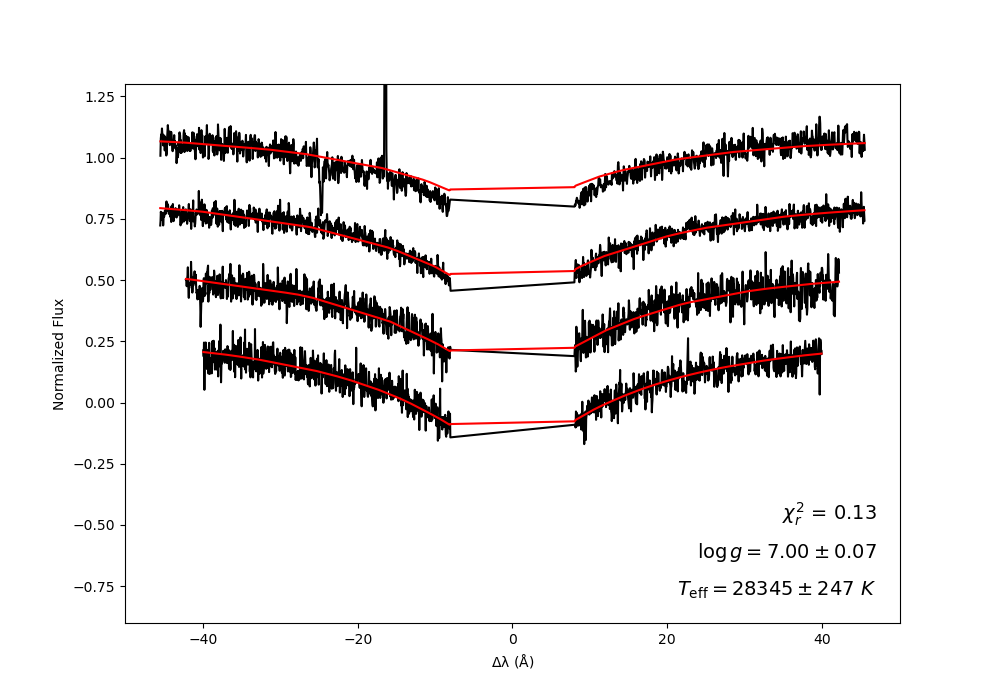 1.25
1.00
0.75
0.50
0.25
0.00
−0.25
−0.50
−0.75
Normalized Flux
χ²ᵣ = 0.13
log g = 7.00 ± 0.07
T_eff = 28345 ± 247 K
−40 −20 0 20 40
Δλ (Å)